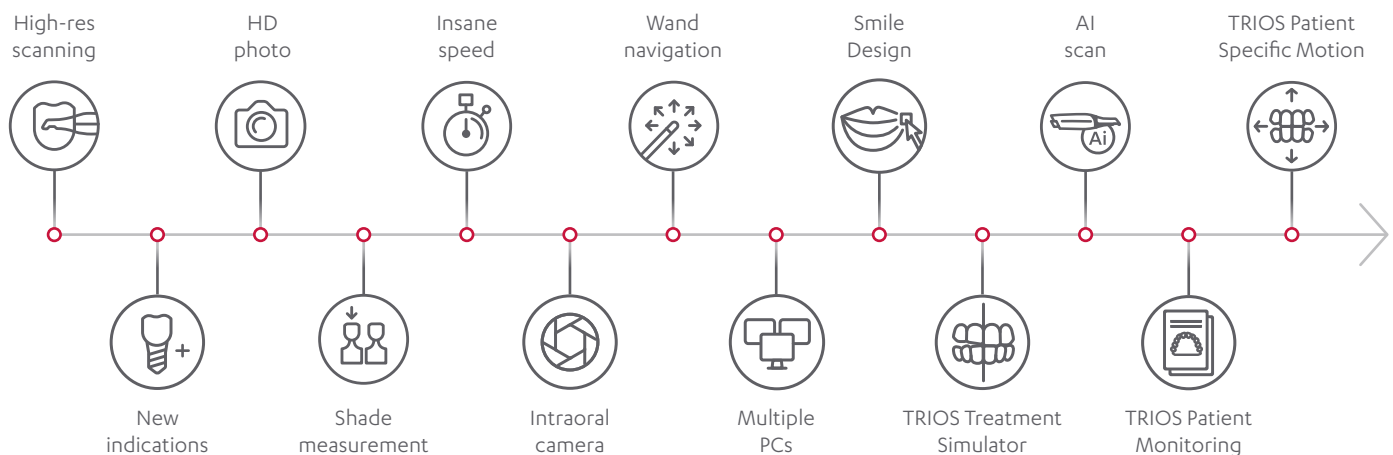 High-res
scanning
HD
photo
Insane
speed
Wand
navigation
Smile
Design
AI
scan
TRIOS Patient
Specific Motion
Ai
+
New
indications
Shade
measurement
Intraoral
camera
Multiple
PCs
TRIOS Treatment
Simulator
TRIOS Patient
Monitoring